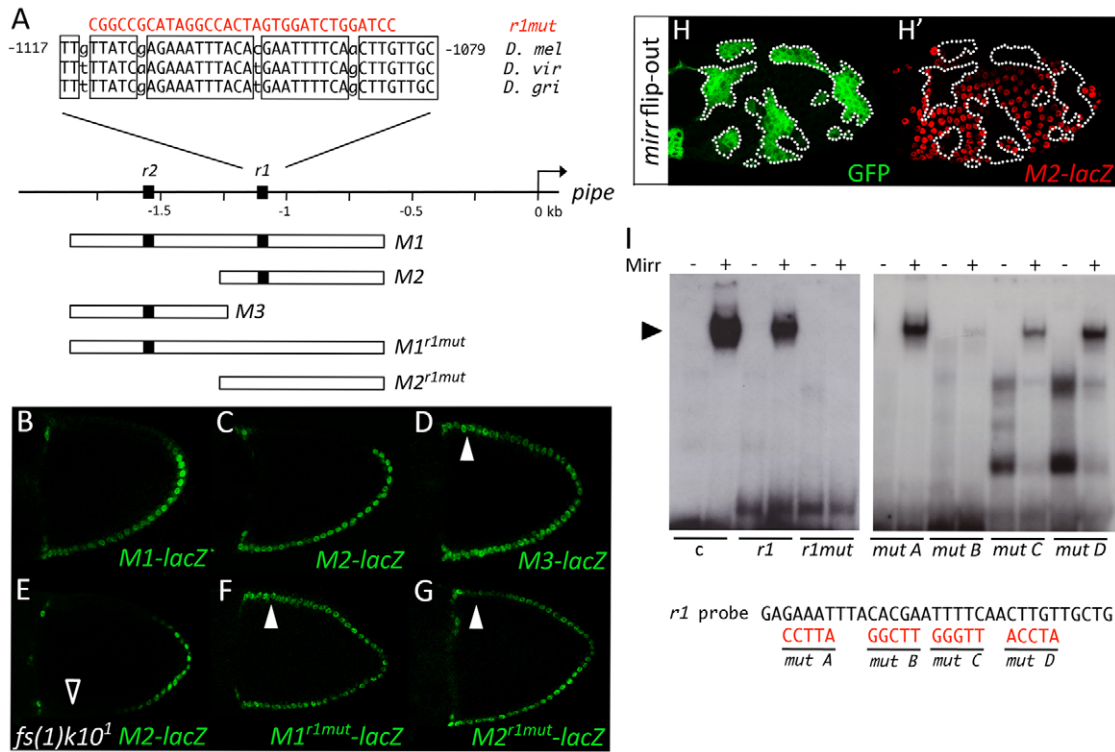 A
CGGCCGCATAGGCCACTAGTGGATCTGGATCC r1mut
-1117 TTgTTATCgAGAAATTTACAcGAATTTTCAaCTTGTTGC -1079 D. mel
TTtTTATCaAGAAATTTACAtGAATTTTCAgCTTGTTGC D. vir
TTtTTATCgAGAAATTTACAtGAATTTTCAgCTTGTTGC D. gri
r2 r1
pipe
-1.5 -1 -0.5 0 kb
M1
M2
M3
M1r1mut
M2r1mut
B M1-lacZ
C M2-lacZ
D M3-lacZ
E fs(1)k10¹ M2-lacZ
F M1r1mut-lacZ
G M2r1mut-lacZ
mirr flip-out
H GFP
H' M2-lacZ
I
Mirr - + - + - + - + - + - + - +
c r1 r1mut mut A mut B mut C mut D
r1 probe GAGAAATTTACACGAATTTTCAACTTGTTGCTG
CCTTA GGCTT GGGTT ACCTA
mut A mut B mut C mut D